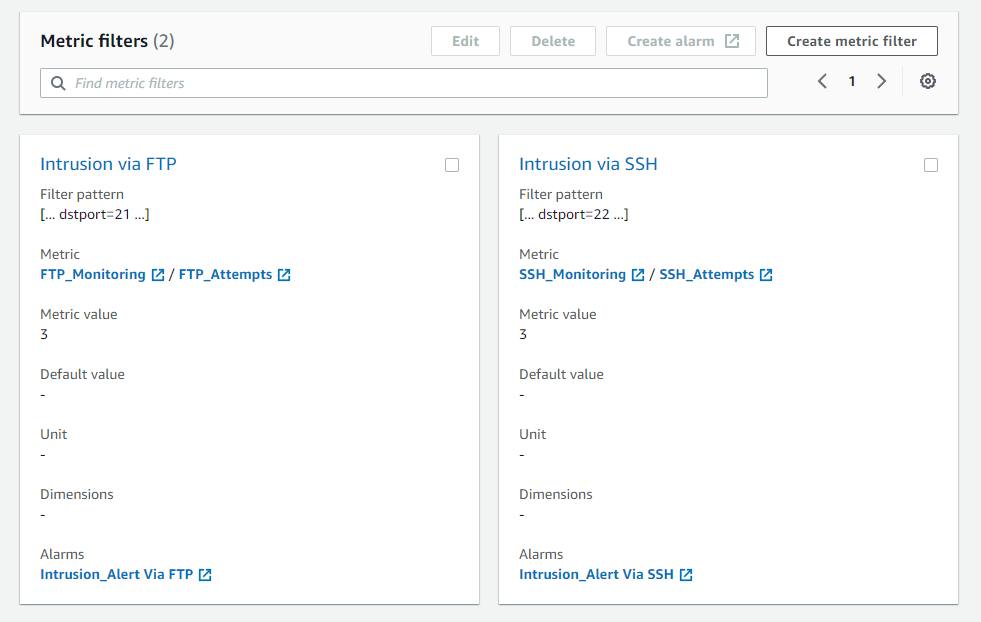 Metric filters (2)
Edit
Delete
Create alarm
Create metric filter
Find metric filters
1
Intrusion via FTP
Filter pattern
[... dstport=21 ...]
Metric
FTP_Monitoring / FTP_Attempts
Metric value
3
Default value
-
Unit
-
Dimensions
-
Alarms
Intrusion_Alert Via FTP
Intrusion via SSH
Filter pattern
[... dstport=22 ...]
Metric
SSH_Monitoring / SSH_Attempts
Metric value
3
Default value
-
Unit
-
Dimensions
-
Alarms
Intrusion_Alert Via SSH